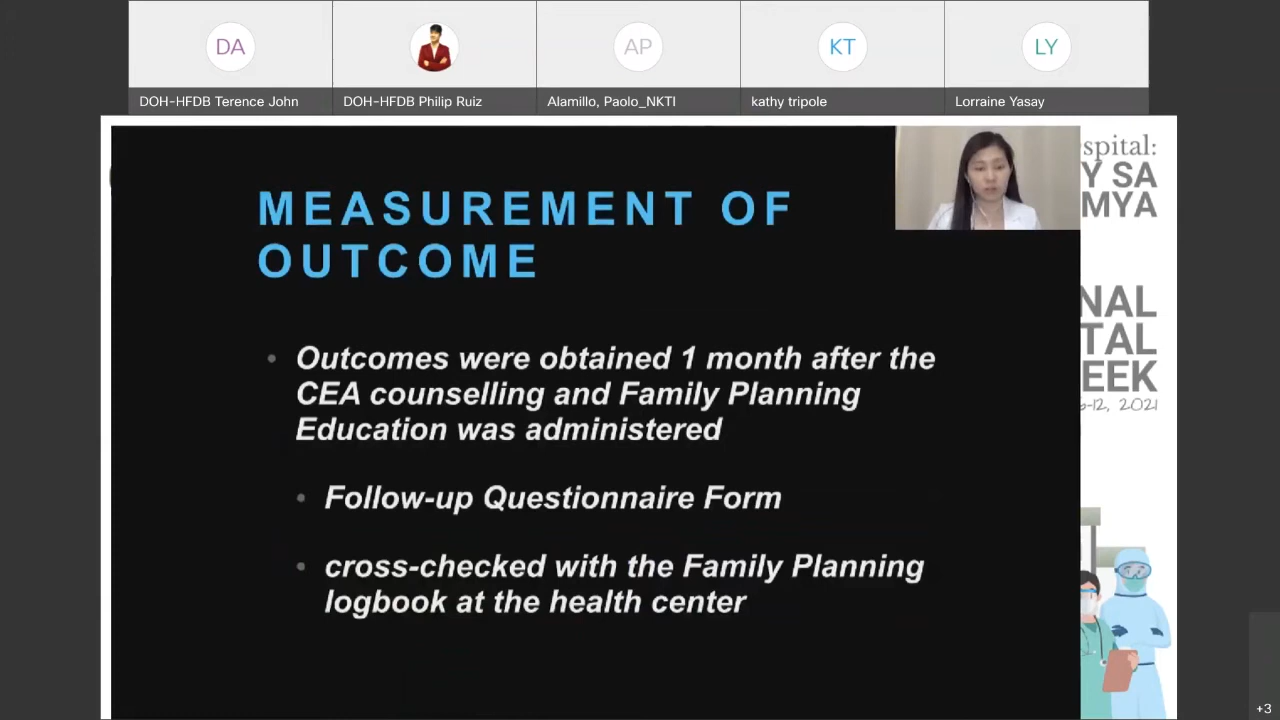 DA
AP
KT
LY
DOH-HFDB Terence John
DOH-HFDB Philip Ruiz
Alamillo, Paolo_NKTI
kathy tripole
Lorraine Yasay
spital:
Y SA
MYA
MEASUREMENT OF
OUTCOME
NAL
TAL
EEK
6-12, 2021
• Outcomes were obtained 1 month after the
CEA counselling and Family Planning
Education was administered
• Follow-up Questionnaire Form
• cross-checked with the Family Planning
logbook at the health center
+3